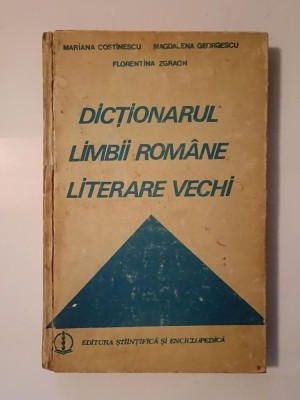 MARIANA COSTINESCU MAGDALENA GEORGESCU
FLORENTINA ZGRAON
DICȚIONARUL
LIMBII ROMÂNE
LITERARE VECHI
EDITURA ȘTIINȚIFICĂ ȘI ENCICLOPEDICĂ